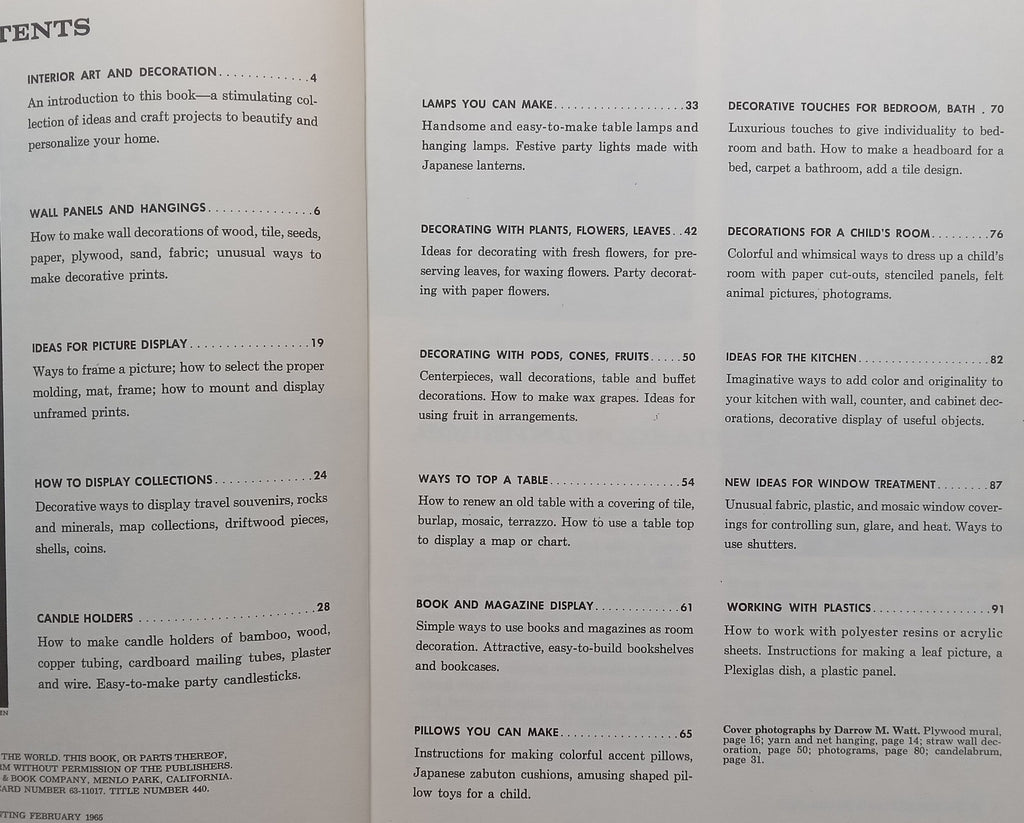 TENTS
INTERIOR ART AND DECORATION.............4
An introduction to this book—a stimulating col-
lection of ideas and craft projects to beautify and
personalize your home.
WALL PANELS AND HANGINGS...............6
How to make wall decorations of wood, tile, seeds,
paper, plywood, sand, fabric; unusual ways to
make decorative prints.
IDEAS FOR PICTURE DISPLAY.................19
Ways to frame a picture; how to select the proper
molding, mat, frame; how to mount and display
unframed prints.
HOW TO DISPLAY COLLECTIONS..............24
Decorative ways to display travel souvenirs, rocks
and minerals, map collections, driftwood pieces,
shells, coins.
CANDLE HOLDERS.........................28
How to make candle holders of bamboo, wood,
copper tubing, cardboard mailing tubes, plaster
and wire. Easy-to-make party candlesticks.
EN
THE WORLD. THIS BOOK, OR PARTS THEREOF,
RM WITHOUT PERMISSION OF THE PUBLISHERS.
& BOOK COMPANY, MENLO PARK, CALIFORNIA.
CARD NUMBER 63-11017. TITLE NUMBER 440.
TING FEBRUARY 1965
LAMPS YOU CAN MAKE...................33
Handsome and easy-to-make table lamps and
hanging lamps. Festive party lights made with
Japanese lanterns.
DECORATING WITH PLANTS, FLOWERS, LEAVES..42
Ideas for decorating with fresh flowers, for pre-
serving leaves, for waxing flowers. Party decorat-
ing with paper flowers.
DECORATING WITH PODS, CONES, FRUITS.....50
Centerpieces, wall decorations, table and buffet
decorations. How to make wax grapes. Ideas for
using fruit in arrangements.
WAYS TO TOP A TABLE...................54
How to renew an old table with a covering of tile,
burlap, mosaic, terrazzo. How to use a table top
to display a map or chart.
BOOK AND MAGAZINE DISPLAY.............61
Simple ways to use books and magazines as room
decoration. Attractive, easy-to-build bookshelves
and bookcases.
PILLOWS YOU CAN MAKE..................65
Instructions for making colorful accent pillows,
Japanese zabuton cushions, amusing shaped pil-
low toys for a child.
DECORATIVE TOUCHES FOR BEDROOM, BATH . 70
Luxurious touches to give individuality to bed-
room and bath. How to make a headboard for a
bed, carpet a bathroom, add a tile design.
DECORATIONS FOR A CHILD'S ROOM.........76
Colorful and whimsical ways to dress up a child's
room with paper cut-outs, stenciled panels, felt
animal pictures, photograms.
IDEAS FOR THE KITCHEN....................82
Imaginative ways to add color and originality to
your kitchen with wall, counter, and cabinet dec-
orations, decorative display of useful objects.
NEW IDEAS FOR WINDOW TREATMENT........87
Unusual fabric, plastic, and mosaic window cover-
ings for controlling sun, glare, and heat. Ways to
use shutters.
WORKING WITH PLASTICS..................91
How to work with polyester resins or acrylic
sheets. Instructions for making a leaf picture, a
Plexiglas dish, a plastic panel.
Cover photographs by Darrow M. Watt. Plywood mural,
page 16; yarn and net hanging, page 14; straw wall dec-
oration, page 50; photograms, page 80; candelabrum,
page 31.